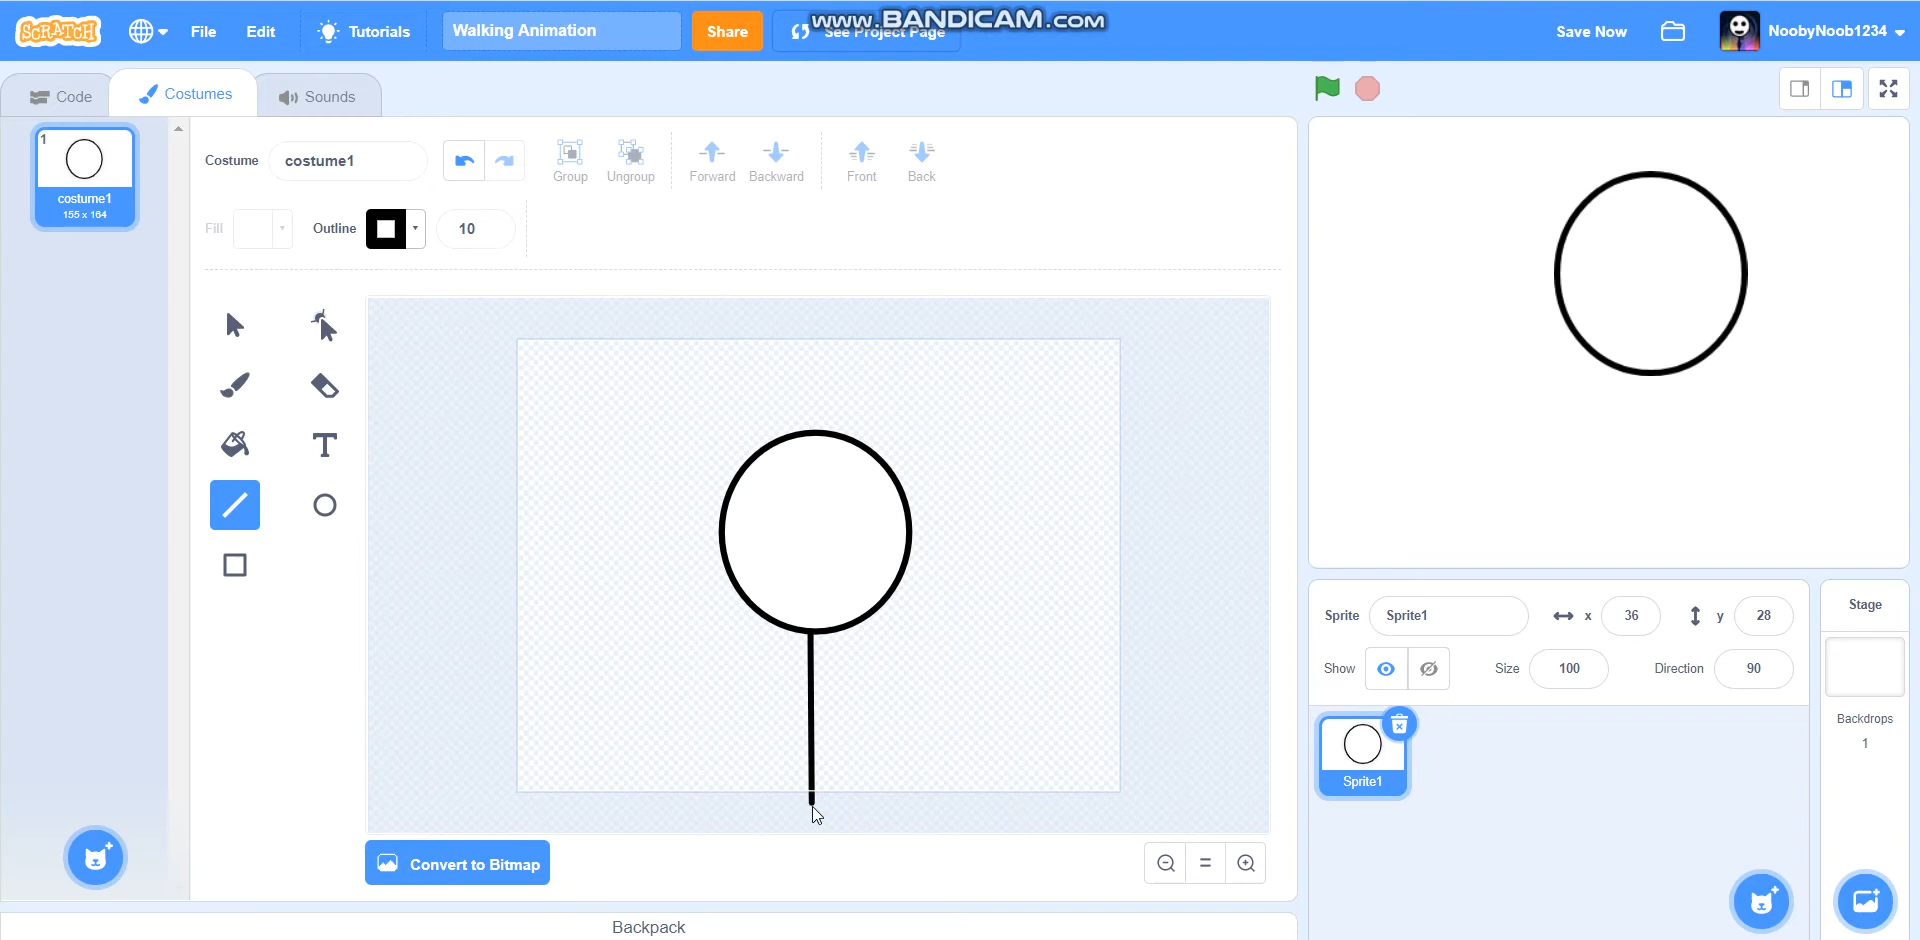 SCRATCH
File
Edit
Tutorials
Walking Animation
Share
See Project Page
www.BANDICAM.com
Save Now
NoobyNoob1234
Code
Costumes
Sounds
1
costume1
155 x 164
Costume
costume1
Group
Ungroup
Forward
Backward
Front
Back
Fill
Outline
10
T
Convert to Bitmap
Backpack
Sprite
Sprite1
x
36
y
28
Show
Size
100
Direction
90
Sprite1
Stage
Backdrops
1